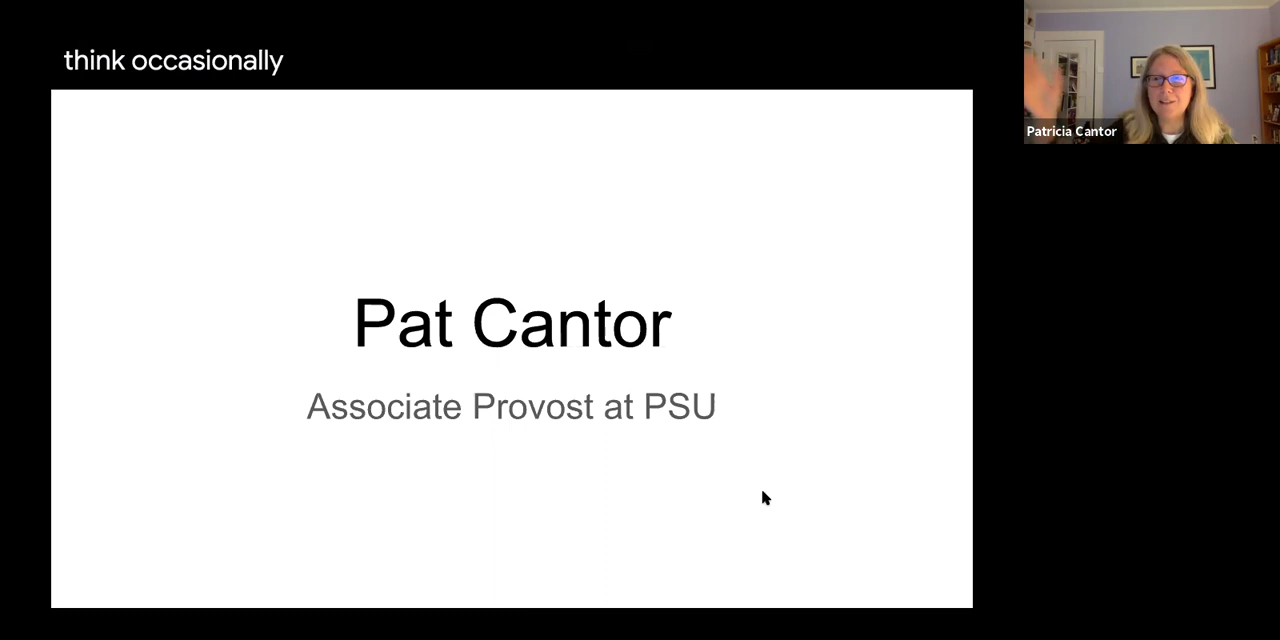 think occasionally
Patricia Cantor
Pat Cantor
Associate Provost at PSU